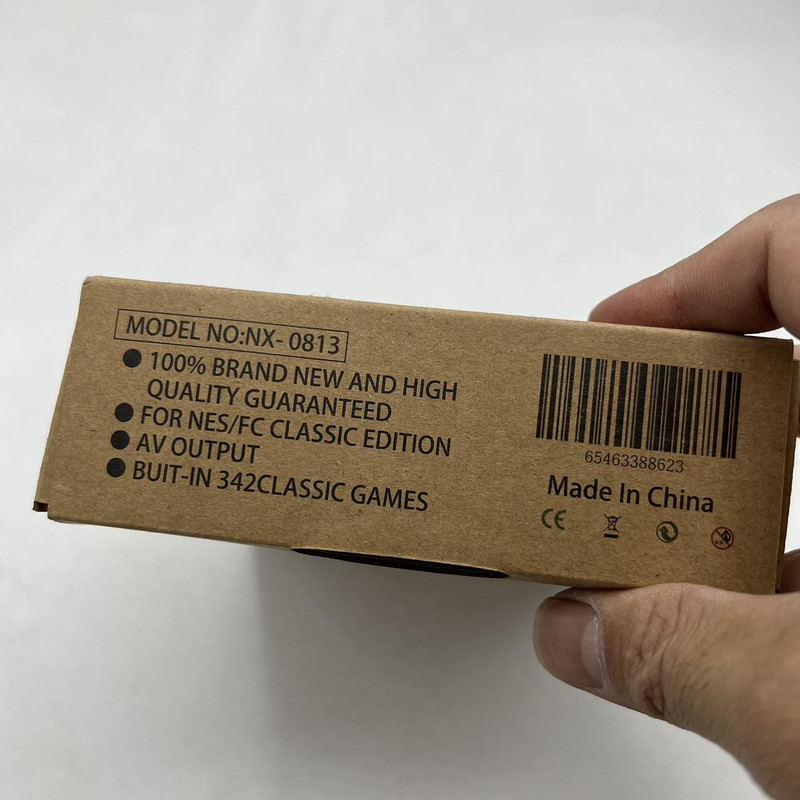 MODEL NO:NX- 0813
● 100% BRAND NEW AND HIGH
QUALITY GUARANTEED
● FOR NES/FC CLASSIC EDITION
● AV OUTPUT
● BUIT-IN 342CLASSIC GAMES
65463388623
Made In China
CE